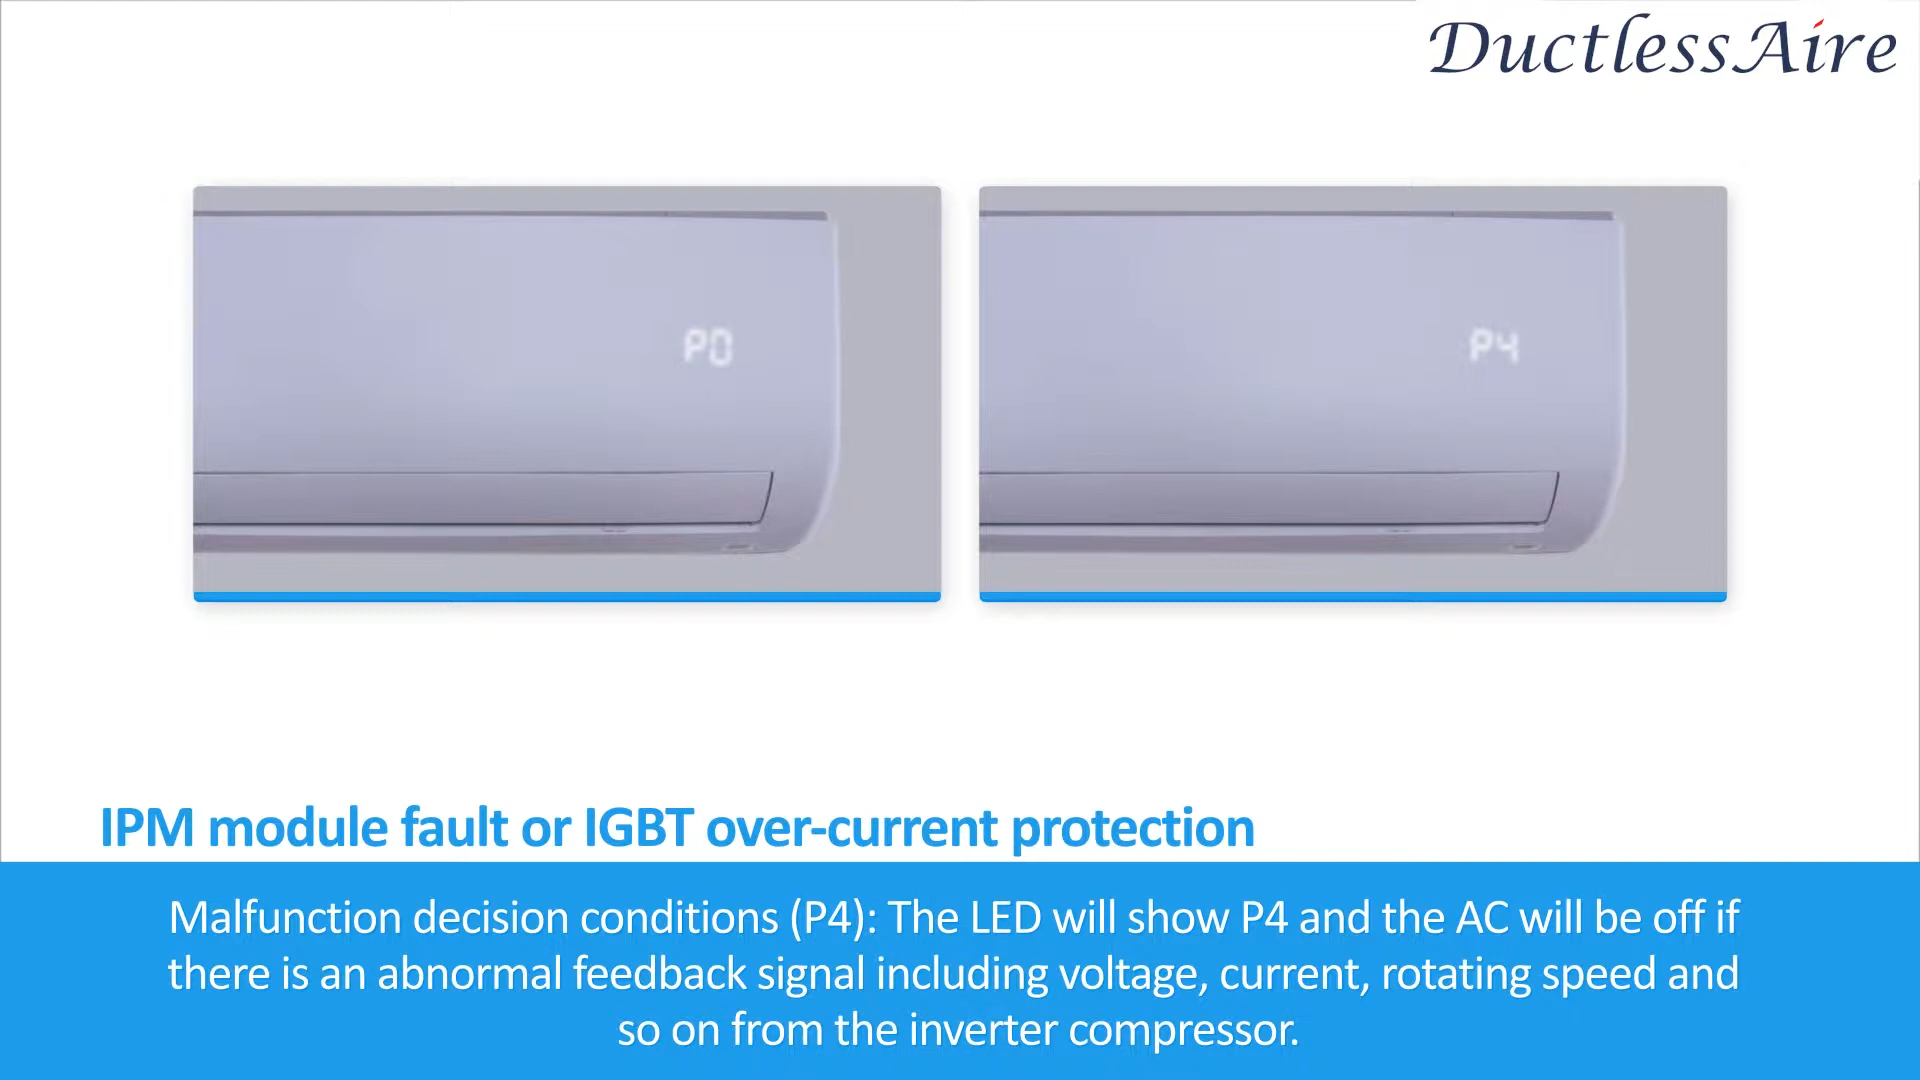 DuctlessAire
P0
P4
IPM module fault or IGBT over-current protection
Malfunction decision conditions (P4): The LED will show P4 and the AC will be off if
there is an abnormal feedback signal including voltage, current, rotating speed and
so on from the inverter compressor.